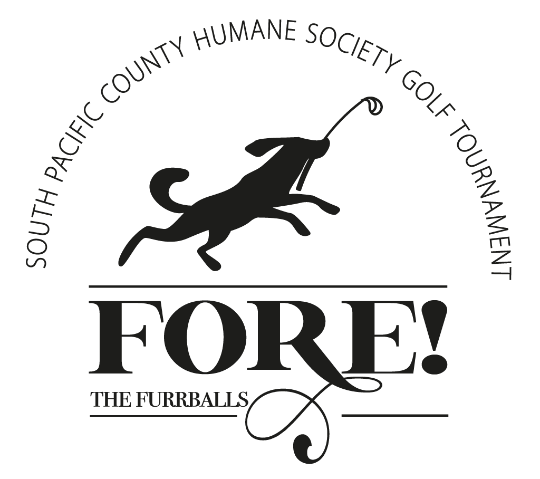 SOUTH PACIFIC COUNTY HUMANE SOCIETY GOLF TOURNAMENT
FORE!
THE FURRBALLS